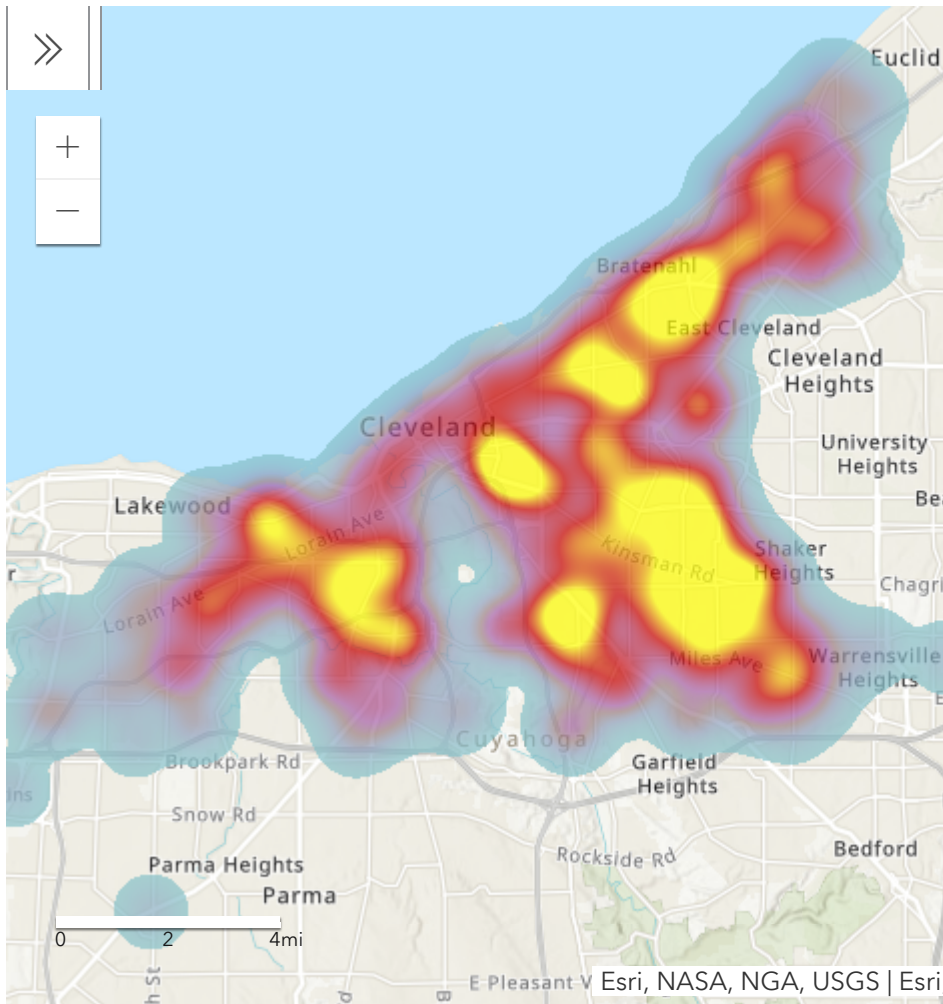 Euclid
Bratenahl
East Cleveland
Cleveland
Heights
Cleveland
University
Heights
Lakewood
Lorain Ave
Kinsman Rd
Shaker
Heights
Lorain Ave
Miles Ave
Warrensville
Heights
Cuyahoga
Brookpark Rd
Garfield
Heights
Snow Rd
Rockside Rd
Bedford
Parma Heights
Parma
0 2 4mi
Esri, NASA, NGA, USGS | Esri